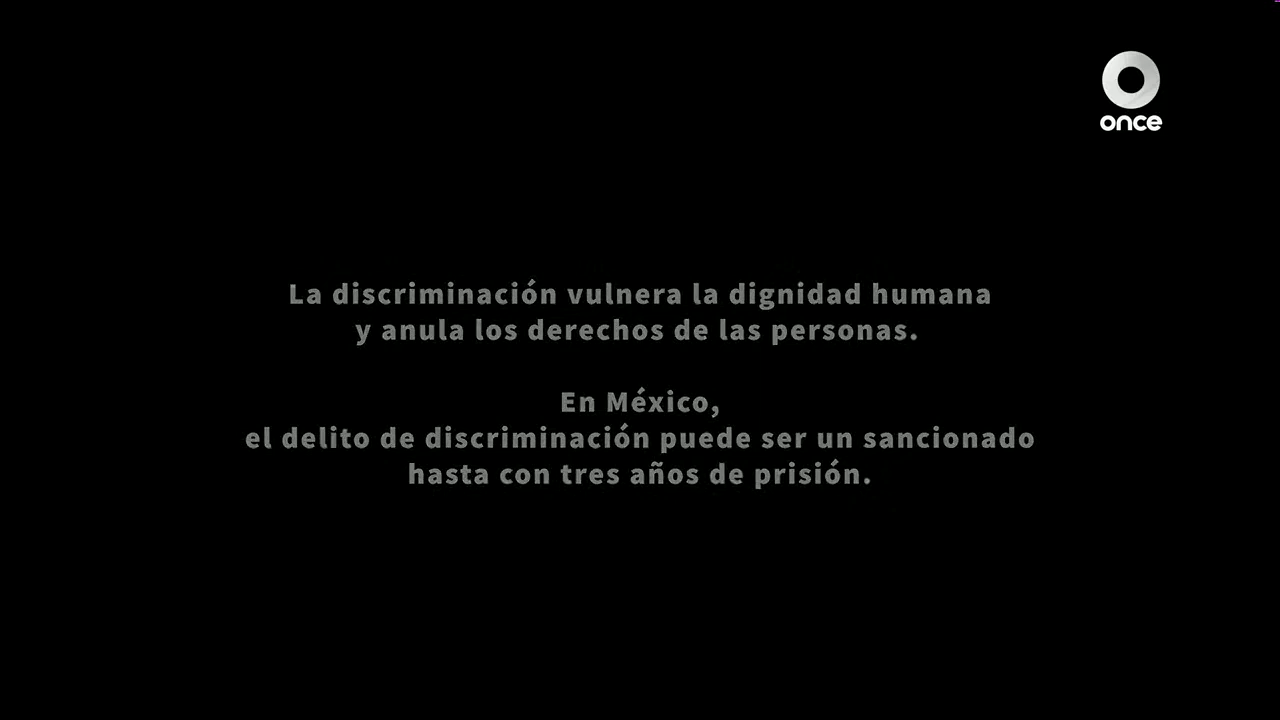 once
La discriminación vulnera la dignidad humana
y anula los derechos de las personas.
En México,
el delito de discriminación puede ser un sancionado
hasta con tres años de prisión.